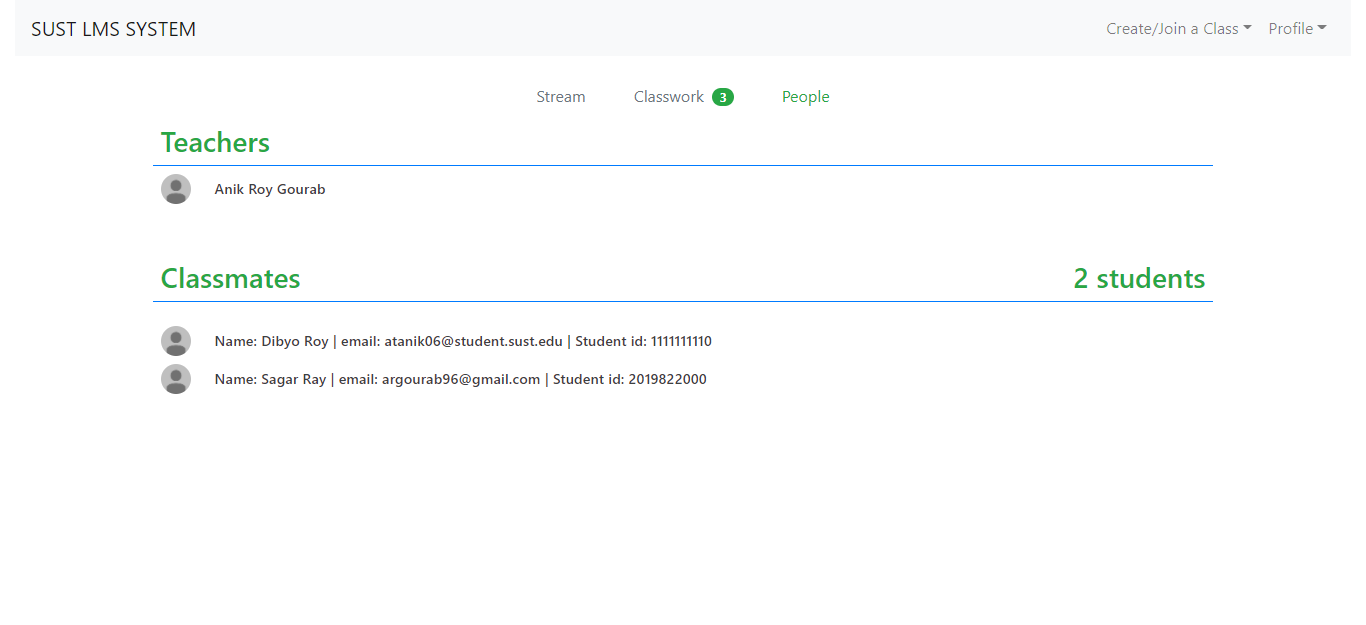 SUST LMS SYSTEM Create/Join a Class Profile
Stream Classwork 3 People
Teachers
Anik Roy Gourab
Classmates 2 students
Name: Dibyo Roy | email: atanik06@student.sust.edu | Student id: 1111111110
Name: Sagar Ray | email: argourab96@gmail.com | Student id: 2019822000